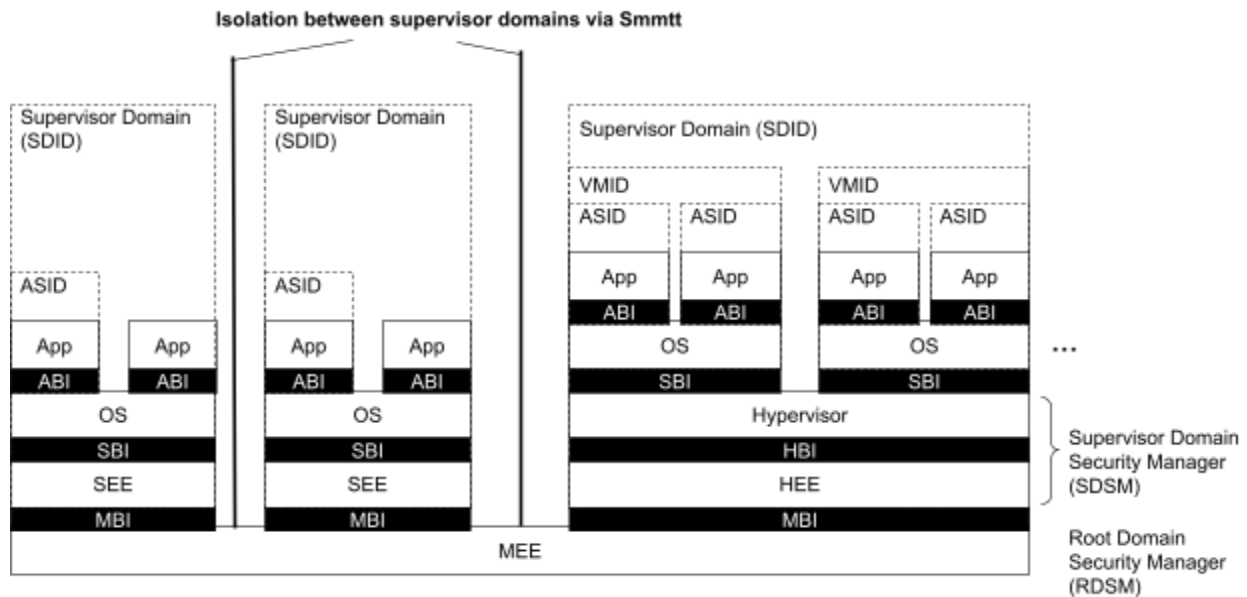 Isolation between supervisor domains via Smmtt
Supervisor Domain
(SDID)
Supervisor Domain
(SDID)
Supervisor Domain (SDID)
VMID
VMID
ASID
ASID
ASID
ASID
ASID
ASID
App
App
App
App
ABI
ABI
ABI
ABI
App
App
App
App
OS
OS
...
ABI
ABI
ABI
ABI
SBI
SBI
OS
OS
Hypervisor
SBI
SBI
HBI
SEE
SEE
HEE
MBI
MBI
MBI
MEE
Supervisor Domain
Security Manager
(SDSM)
Root Domain
Security Manager
(RDSM)